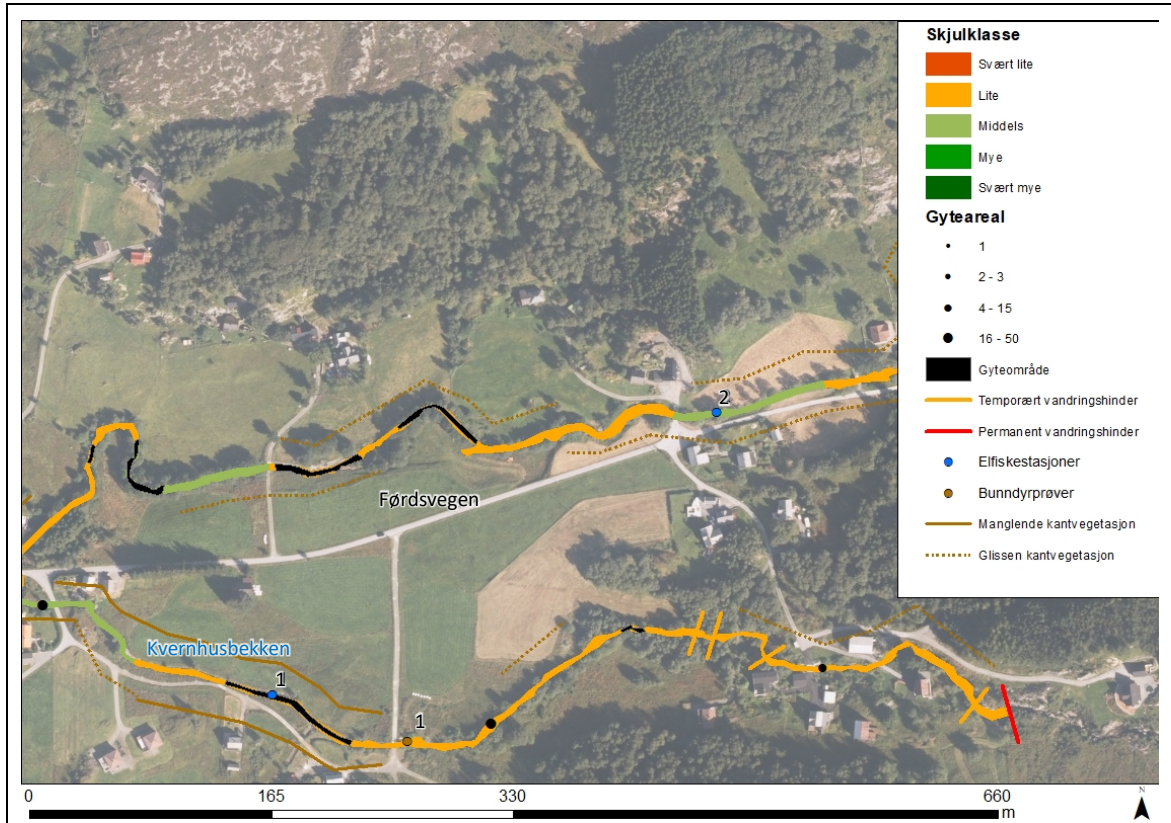 Skjulklasse
Svært lite
Lite
Middels
Mye
Svært mye
Gyteareal
1
2 - 3
4 - 15
16 - 50
Gyteområde
Temporært vandringshinder
Permanent vandringshinder
Elfiskestasjoner
Bunndyrprøver
Manglende kantvegetasjon
Glissen kantvegetasjon
2
Førdsvegen
Kvernhusbekken
1
1
0 165 330 660
m
N